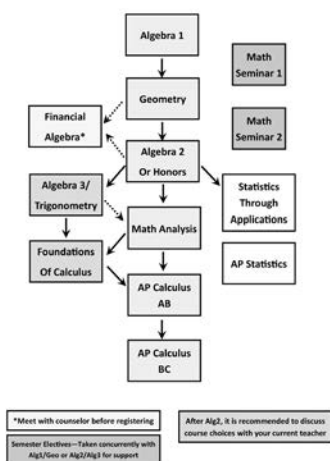 Algebra 1
Math
Seminar 1
Geometry
Financial
Algebra*
Math
Seminar 2
Algebra 2
Or Honors
Algebra 3/
Trigonometry
Statistics
Through
Applications
Math Analysis
Foundations
Of Calculus
AP Statistics
AP Calculus
AB
AP Calculus
BC
*Meet with counselor before registering
After Alg2, it is recommended to discuss
course choices with your current teacher
Semester Electives—Taken concurrently with
Alg1/Geo or Alg2/Alg3 for support